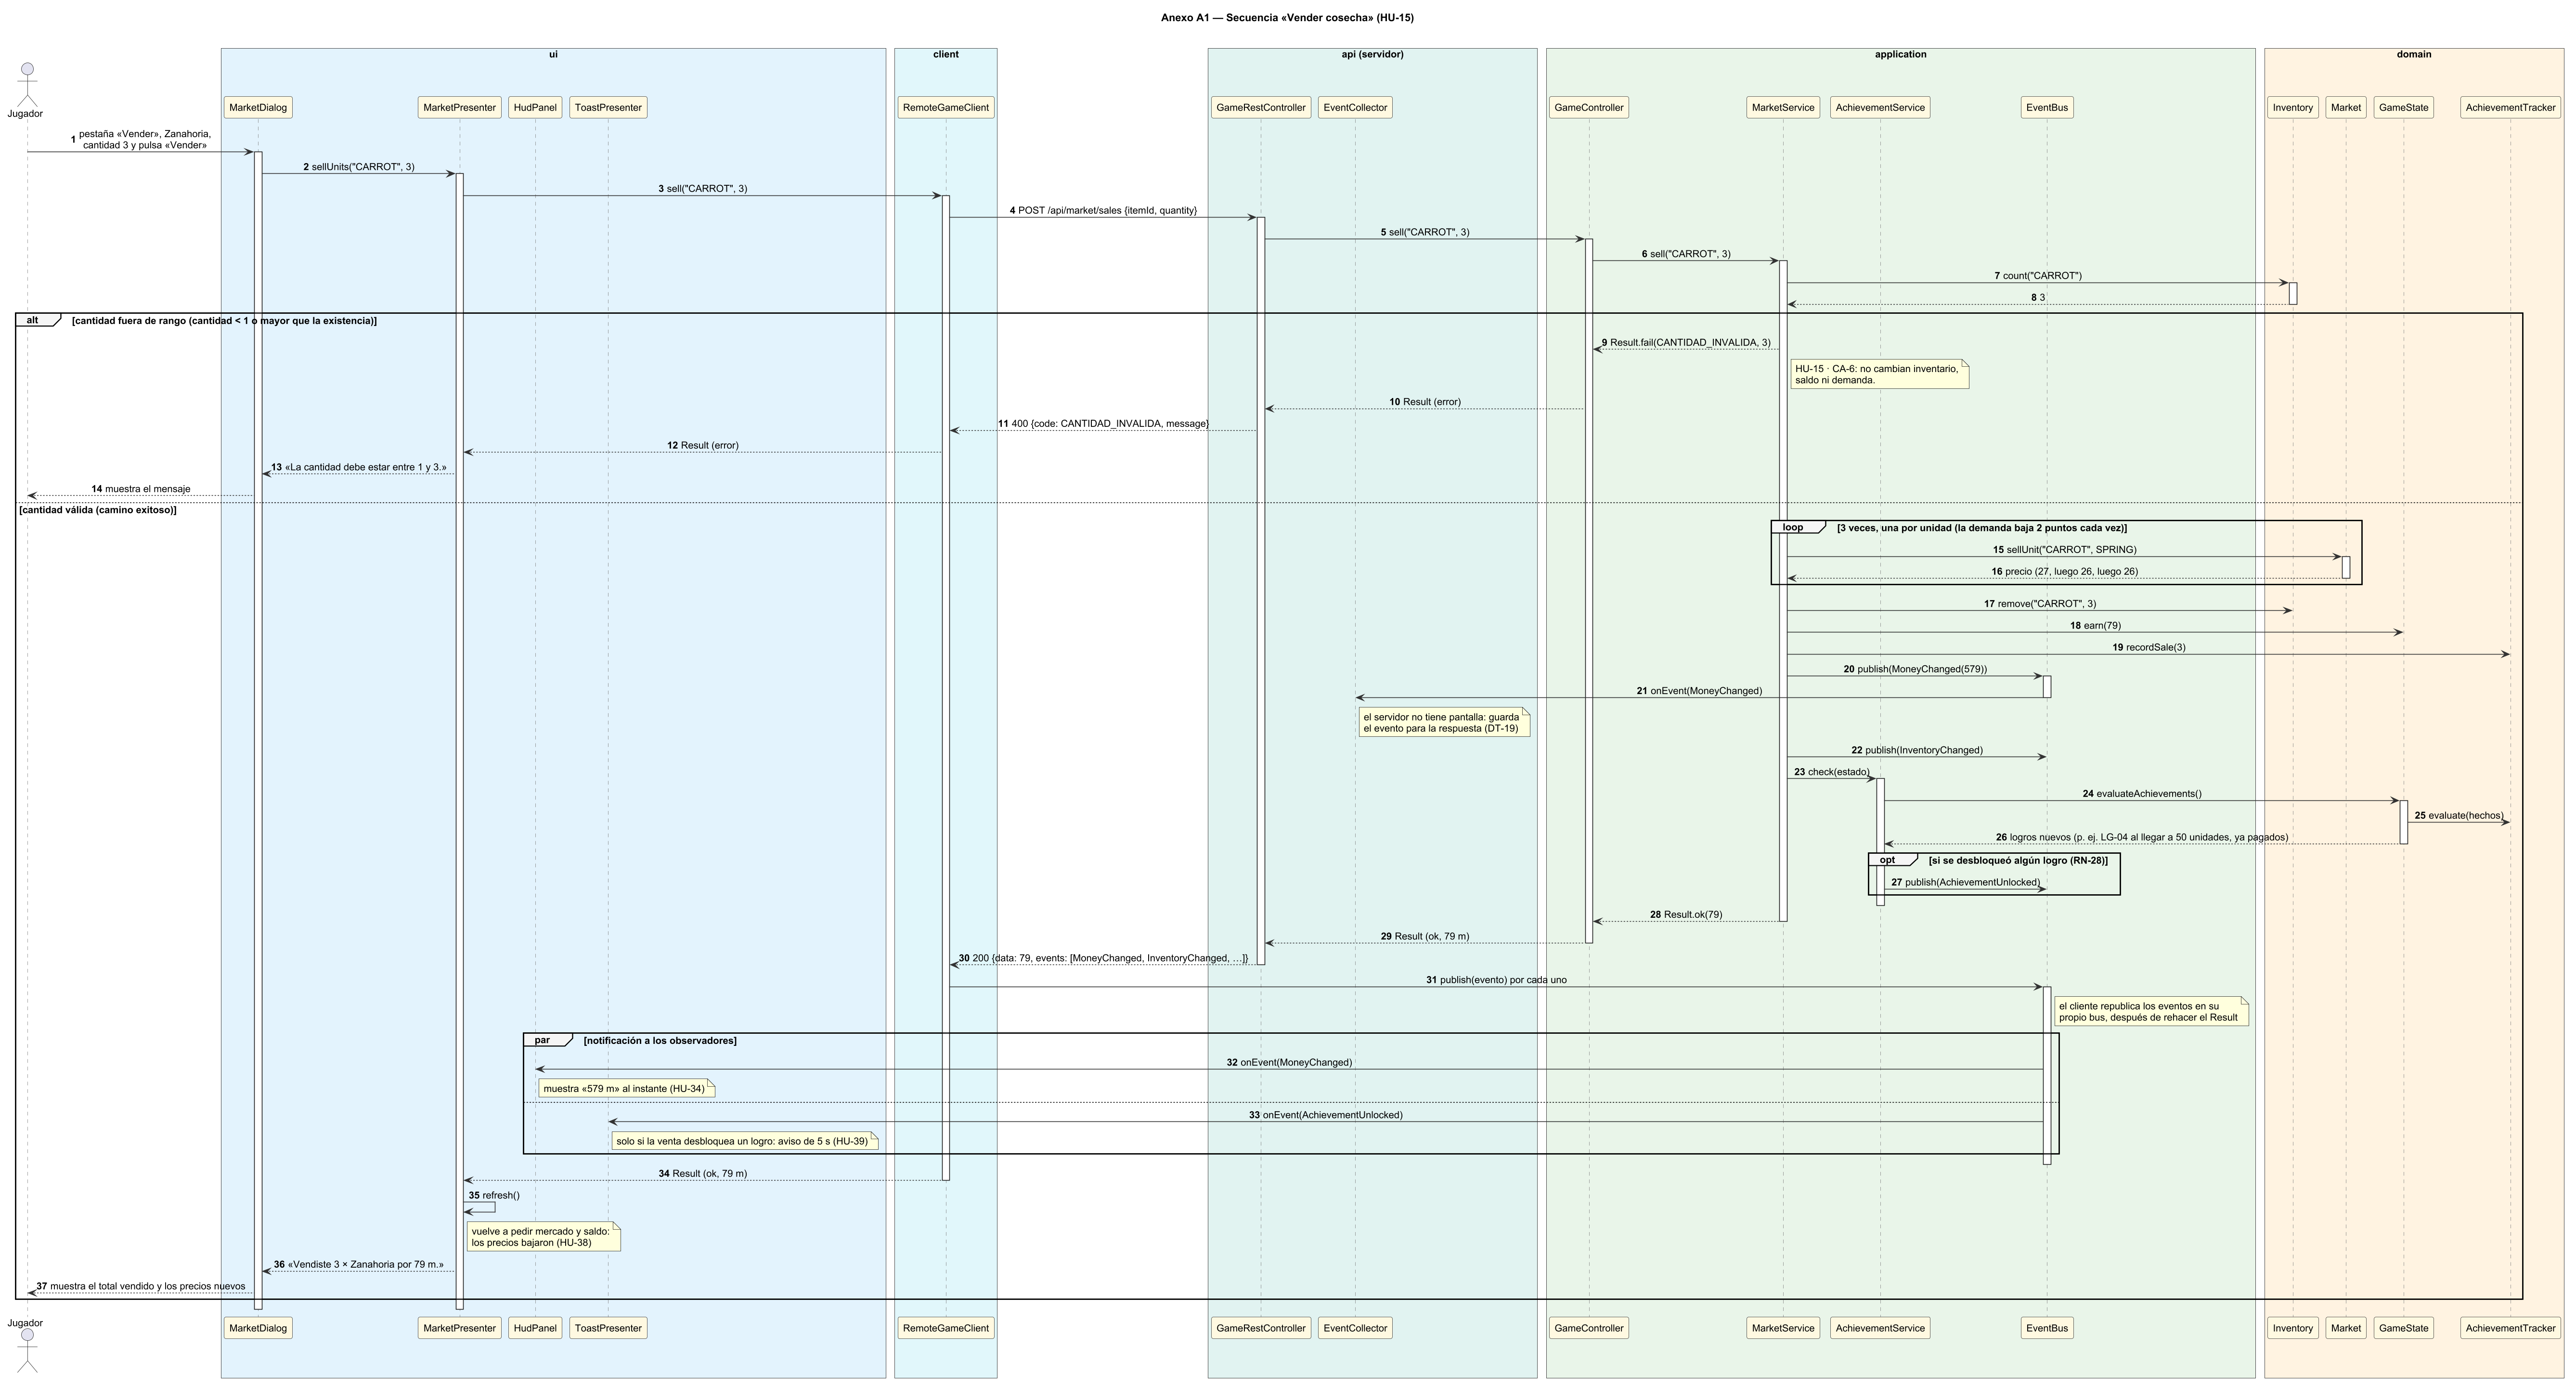 Anexo A1 — Secuencia «Vender cosecha» (HU-15)
ui
client
api (servidor)
application
domain
Jugador
MarketDialog
MarketPresenter
HudPanel
ToastPresenter
RemoteGameClient
GameRestController
EventCollector
GameController
MarketService
AchievementService
EventBus
Inventory
Market
GameState
AchievementTracker
1 pestaña «Vender», Zanahoria,
cantidad 3 y pulsa «Vender»
2 sellUnits("CARROT", 3)
3 sell("CARROT", 3)
4 POST /api/market/sales {itemId, quantity}
5 sell("CARROT", 3)
6 sell("CARROT", 3)
7 count("CARROT")
8 3
alt [cantidad fuera de rango (cantidad < 1 o mayor que la existencia)]
9 Result.fail(CANTIDAD_INVALIDA, 3)
HU-15 · CA-6: no cambian inventario,
saldo ni demanda.
10 Result (error)
11 400 {code: CANTIDAD_INVALIDA, message}
12 Result (error)
13 «La cantidad debe estar entre 1 y 3.»
14 muestra el mensaje
[cantidad válida (camino exitoso)]
loop [3 veces, una por unidad (la demanda baja 2 puntos cada vez)]
15 sellUnit("CARROT", SPRING)
16 precio (27, luego 26, luego 26)
17 remove("CARROT", 3)
18 earn(79)
19 recordSale(3)
20 publish(MoneyChanged(579))
21 onEvent(MoneyChanged)
el servidor no tiene pantalla: guarda
el evento para la respuesta (DT-19)
22 publish(InventoryChanged)
23 check(estado)
24 evaluateAchievements()
25 evaluate(hechos)
26 logros nuevos (p. ej. LG-04 al llegar a 50 unidades, ya pagados)
opt [si se desbloqueó algún logro (RN-28)]
27 publish(AchievementUnlocked)
28 Result.ok(79)
29 Result (ok, 79 m)
30 200 {data: 79, events: [MoneyChanged, InventoryChanged, …]}
31 publish(evento) por cada uno
el cliente republica los eventos en su
propio bus, después de rehacer el Result
par [notificación a los observadores]
32 onEvent(MoneyChanged)
muestra «579 m» al instante (HU-34)
33 onEvent(AchievementUnlocked)
solo si la venta desbloquea un logro: aviso de 5 s (HU-39)
34 Result (ok, 79 m)
35 refresh()
vuelve a pedir mercado y saldo:
los precios bajaron (HU-38)
36 «Vendiste 3 × Zanahoria por 79 m.»
37 muestra el total vendido y los precios nuevos
Jugador
MarketDialog
MarketPresenter
HudPanel
ToastPresenter
RemoteGameClient
GameRestController
EventCollector
GameController
MarketService
AchievementService
EventBus
Inventory
Market
GameState
AchievementTracker